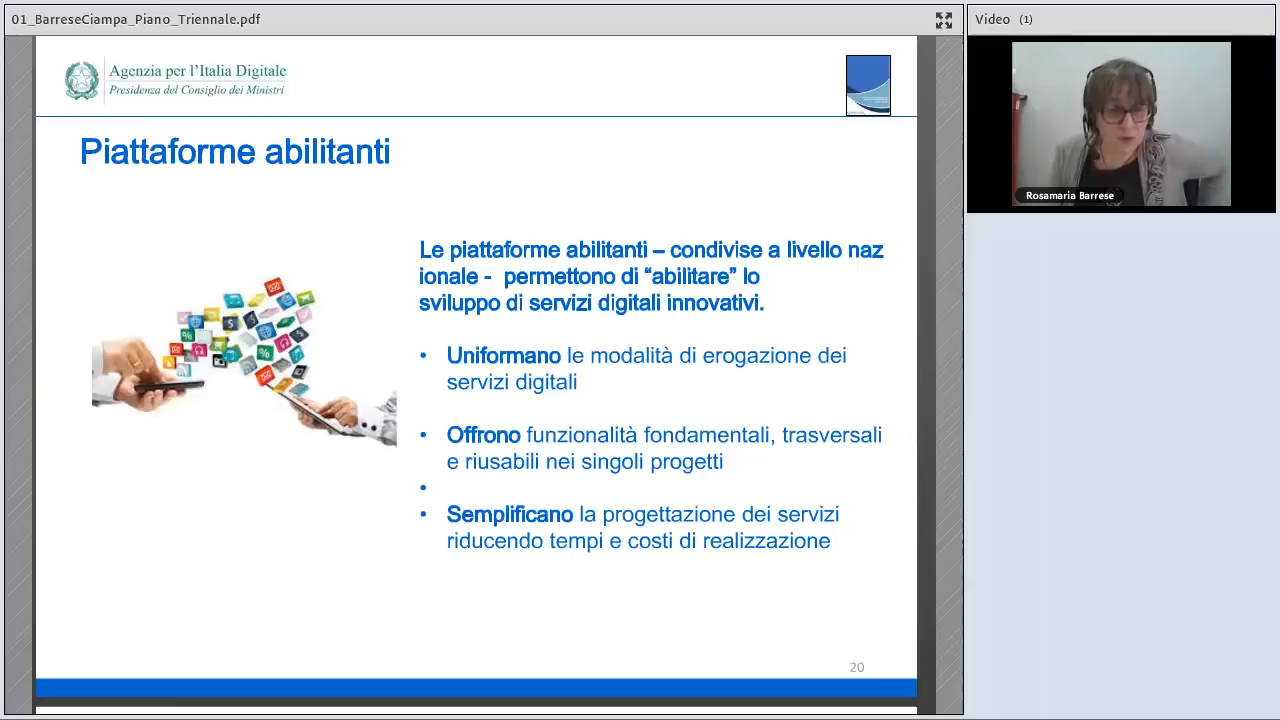 01_BarreseCiampa_Piano_Triennale.pdf
Video (1)
Agenzia per l'Italia Digitale
Presidenza del Consiglio dei Ministri
Rosamaria Barrese
Piattaforme abilitanti
Le piattaforme abilitanti – condivise a livello naz
ionale - permettono di “abilitare” lo
sviluppo di servizi digitali innovativi.
• Uniformano le modalità di erogazione dei
servizi digitali
• Offrono funzionalità fondamentali, trasversali
e riusabili nei singoli progetti
•
• Semplificano la progettazione dei servizi
riducendo tempi e costi di realizzazione
20